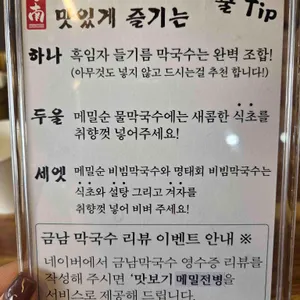 南 맛있게 즐기는 꿀 Tip
하나 흑임자 들기름 막국수는 완벽 조합!
(아무것도 넣지 않고 드시는걸 추천 합니다!)
두울 메밀순 물막국수에는 새콤한 식초를
취향껏 넣어주세요!
세엣 메밀순 비빔막국수와 명태회 비빔막국수는
식초와 설탕 그리고 겨자를
취향껏 넣어 비벼 주세요!
금남 막국수 리뷰 이벤트 안내 ※
네이버에서 금남막국수 영수증 리뷰를
작성해 주시면 '맛보기 메밀전병을
서비스로 제공해 드립니다.